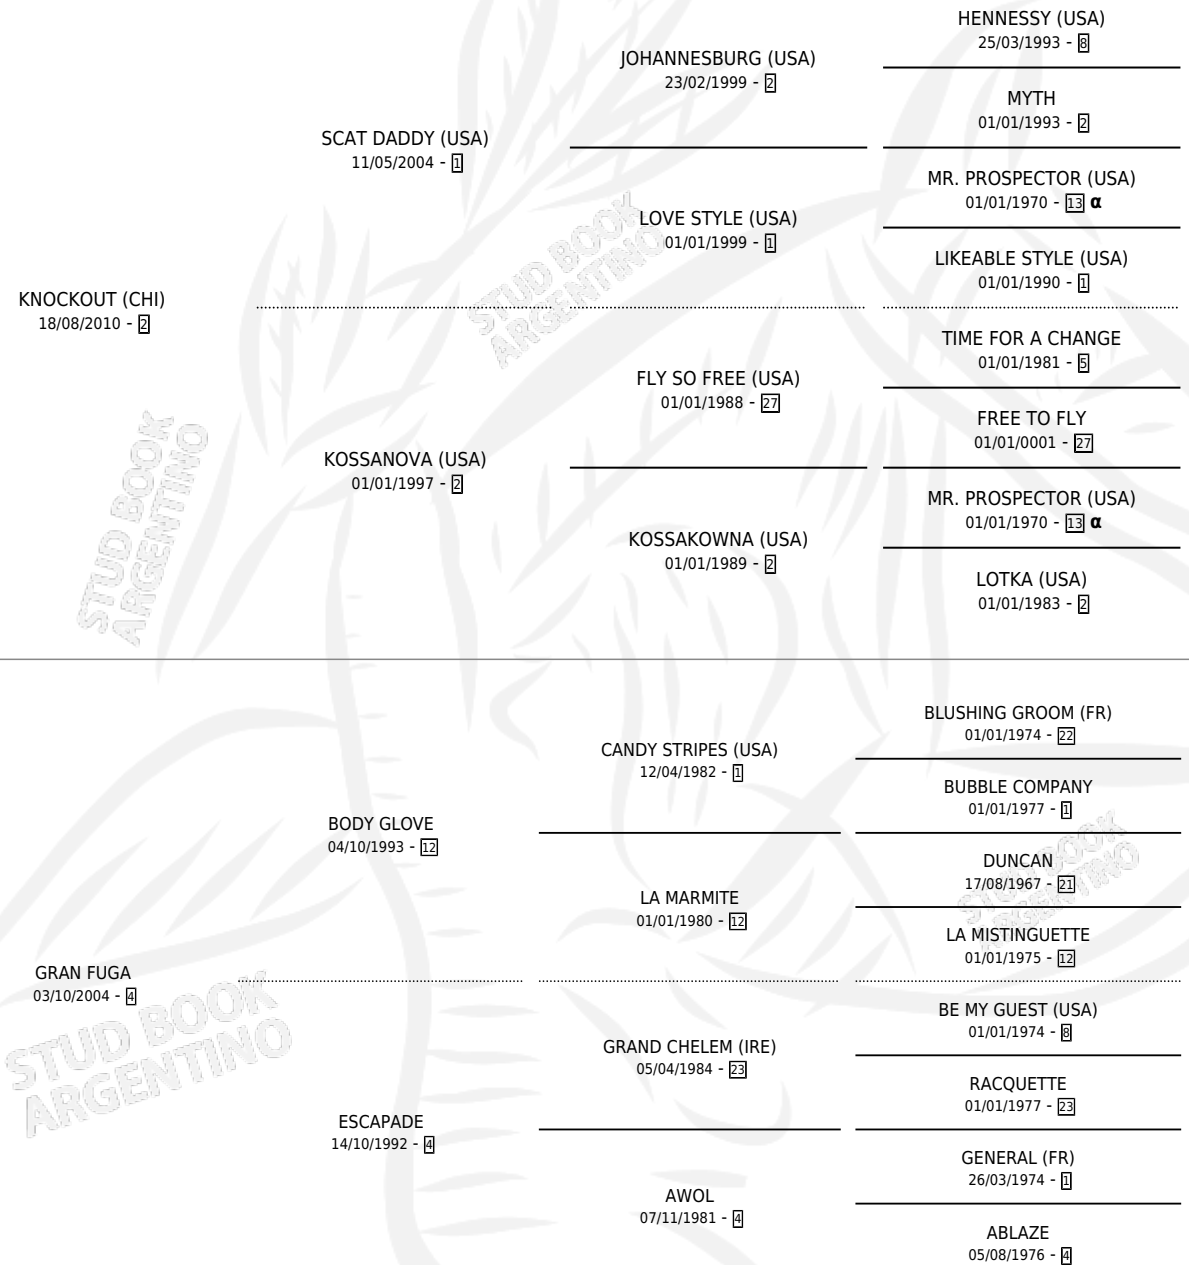 HENNESSY (USA)
25/03/1993 - 8
JOHANNESBURG (USA)
23/02/1999 - 2
MYTH
01/01/1993 - 2
SCAT DADDY (USA)
11/05/2004 - 1
MR. PROSPECTOR (USA)
01/01/1970 - 13 α
LOVE STYLE (USA)
01/01/1999 - 1
LIKEABLE STYLE (USA)
01/01/1990 - 1
STUD BOOK
ARGENTINO
KNOCKOUT (CHI)
18/08/2010 - 2
TIME FOR A CHANGE
01/01/1981 - 5
FLY SO FREE (USA)
01/01/1988 - 27
FREE TO FLY
01/01/0001 - 27
KOSSANOVA (USA)
01/01/1997 - 2
MR. PROSPECTOR (USA)
01/01/1970 - 13 α
KOSSAKOWNA (USA)
01/01/1989 - 2
LOTKA (USA)
01/01/1983 - 2
STUD BOOK
ARGENTINO
BLUSHING GROOM (FR)
01/01/1974 - 22
CANDY STRIPES (USA)
12/04/1982 - 1
BUBBLE COMPANY
01/01/1977 - 1
BODY GLOVE
04/10/1993 - 12
DUNCAN
17/08/1967 - 21
LA MARMITE
01/01/1980 - 12
LA MISTINGUETTE
01/01/1975 - 12
STUD BOOK
ARGENTINO
GRAN FUGA
03/10/2004 - 4
BE MY GUEST (USA)
01/01/1974 - 8
GRAND CHELEM (IRE)
05/04/1984 - 23
RACQUETTE
01/01/1977 - 23
STUD BOOK
ARGENTINO
ESCAPADE
14/10/1992 - 4
GENERAL (FR)
26/03/1974 - 1
AWOL
07/11/1981 - 4
ABLAZE
05/08/1976 - 4